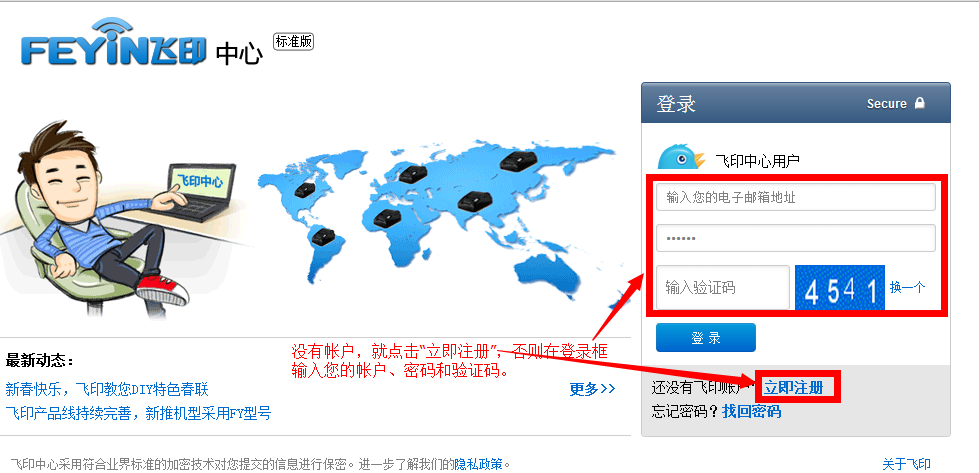 FEYIN飞印 中心 标准版
登录 Secure
飞印中心
飞印中心用户
输入您的电子邮箱地址
••••••
输入验证码 4541 换一个
登 录
最新动态：
新春快乐，飞印教您DIY特色春联
飞印产品线持续完善，新推机型采用FY型号
更多>>
没有帐户，就点击“立即注册”，否则在登录框
输入您的帐户、密码和验证码。
还没有飞印账户? 立即注册
忘记密码？找回密码
飞印中心采用符合业界标准的加密技术对您提交的信息进行保密。进一步了解我们的隐私政策。
关于飞印